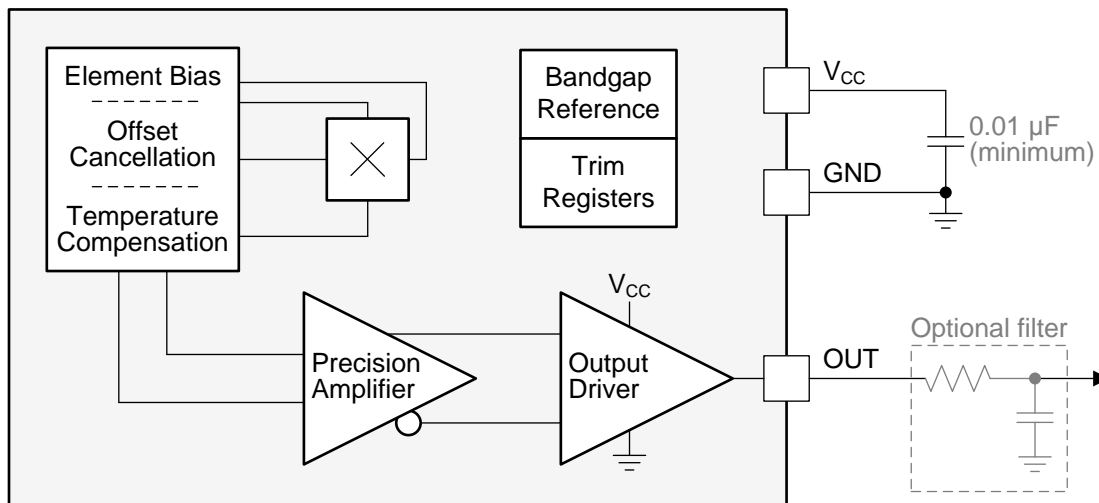 Element Bias
Offset
Cancellation
Temperature
Compensation
Bandgap
Reference
Trim
Registers
VCC
0.01 µF
(minimum)
GND
Precision
Amplifier
VCC
Output
Driver
OUT
Optional filter